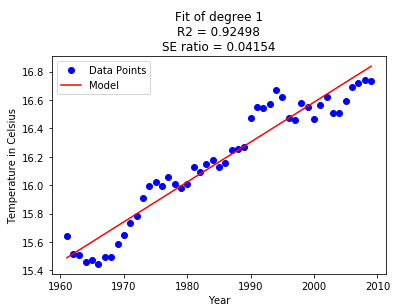 Fit of degree 1
R2 = 0.92498
SE ratio = 0.04154
Data Points
Model
Temperature in Celsius
16.8
16.6
16.4
16.2
16.0
15.8
15.6
15.4
1960 1970 1980 1990 2000 2010
Year